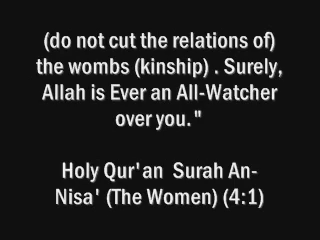 (do not cut the relations of)
the wombs (kinship) . Surely,
Allah is Ever an All-Watcher
over you."
Holy Qur'an  Surah An-
Nisa' (The Women) (4:1)